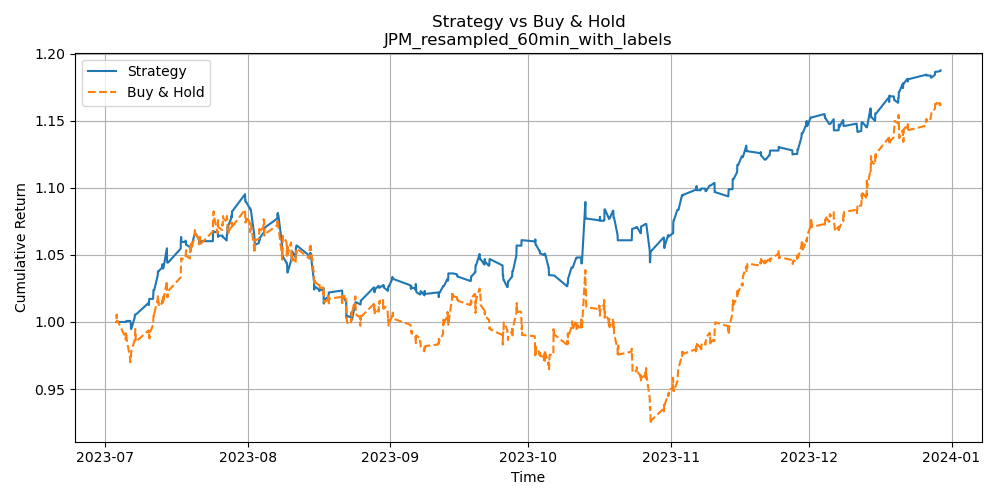 Strategy vs Buy & Hold
JPM_resampled_60min_with_labels
1.20
Strategy
Buy & Hold
1.15
1.10
1.05
1.00
0.95
Cumulative Return
2023-07
2023-08
2023-09
2023-10
2023-11
2023-12
2024-01
Time